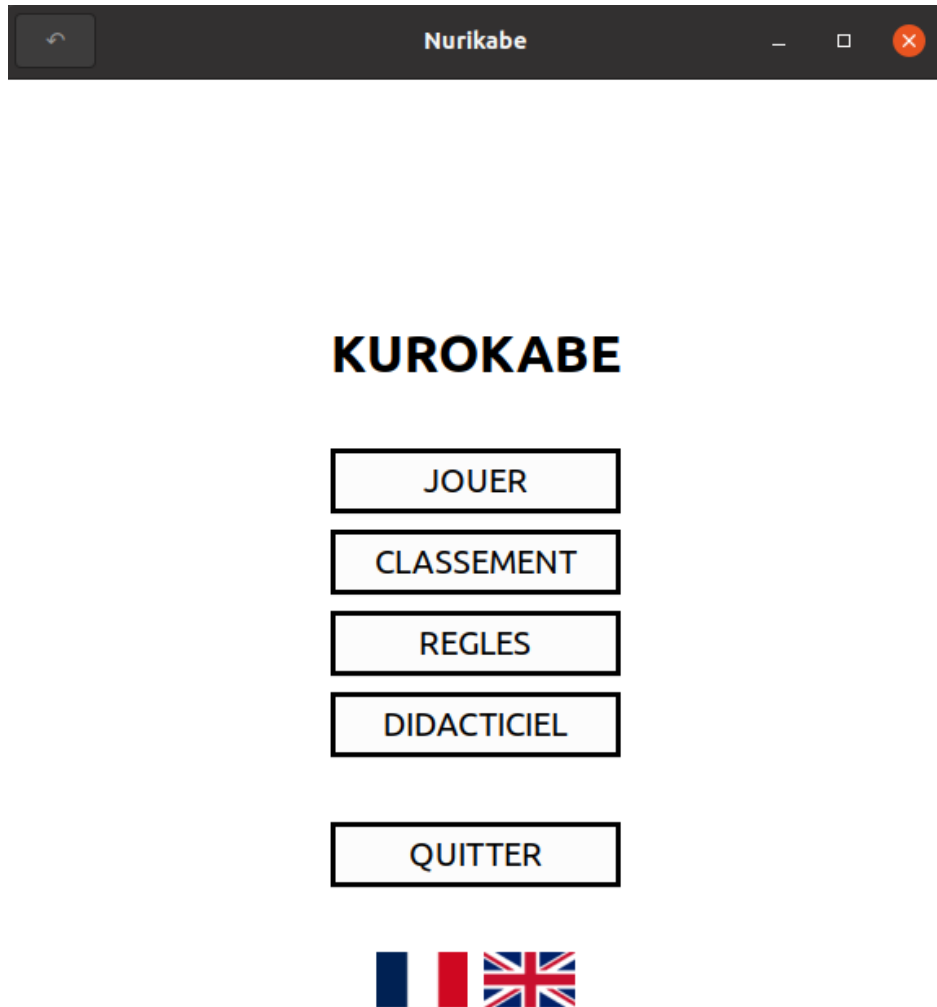 Nurikabe
KUROKABE
JOUER
CLASSEMENT
REGLES
DIDACTICIEL
QUITTER